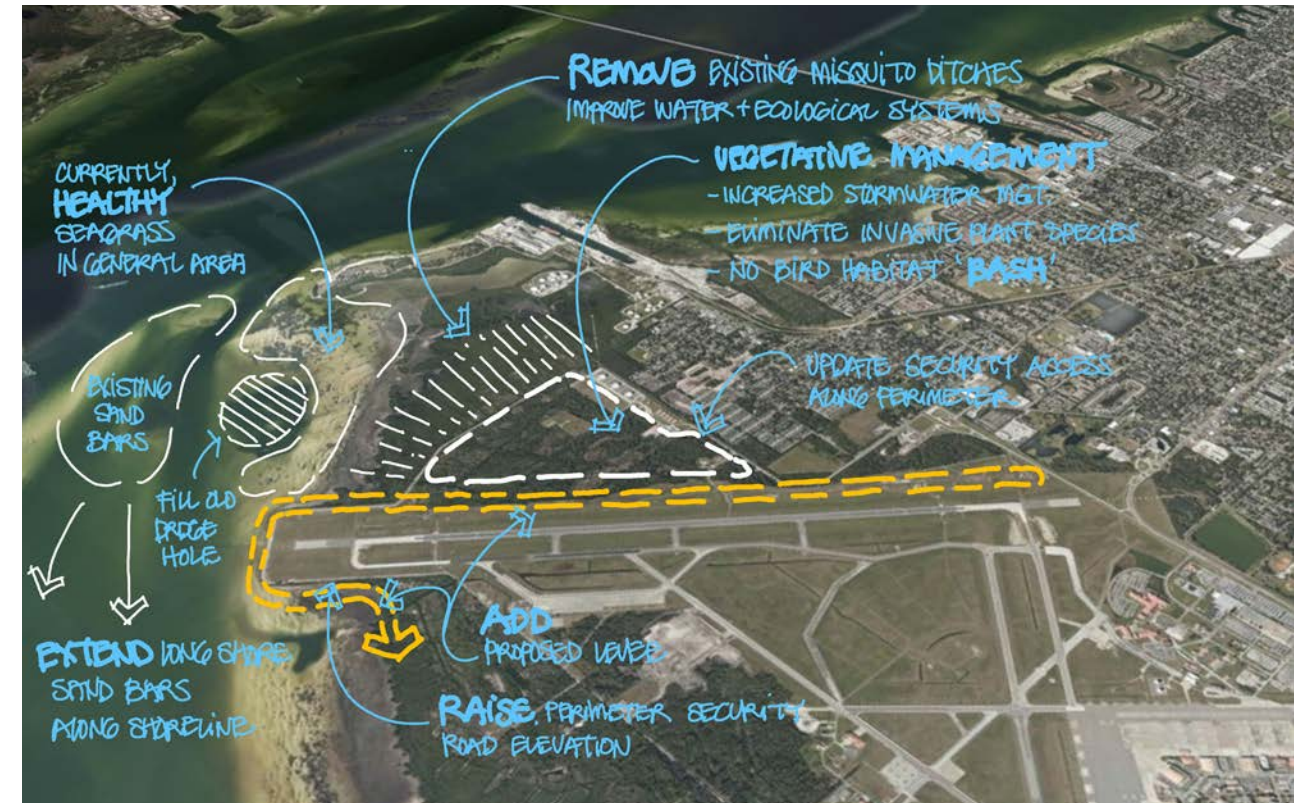 REMOVE EXISTING MISQUITO DITCHES
IMPROVE WATER + ECOLOGICAL SYSTEMS
VEGETATIVE MANAGEMENT
- INCREASED STORMWATER MGT.
- ELIMINATE INVASIVE PLANT SPECIES
- NO BIRD HABITAT 'BASH'
CURRENTLY,
HEALTHY
SEAGRASS
IN GENERAL AREA
UPDATE SECURITY ACCESS
ALONG PERIMETER.
EXISTING
SAND
BARS
FILL OLD
DREDGE
HOLE
EXTEND LONG SHORE
SAND BARS
ALONG SHORELINE
ADD
PROPOSED LEVEE
RAISE PERIMETER SECURITY
ROAD ELEVATION